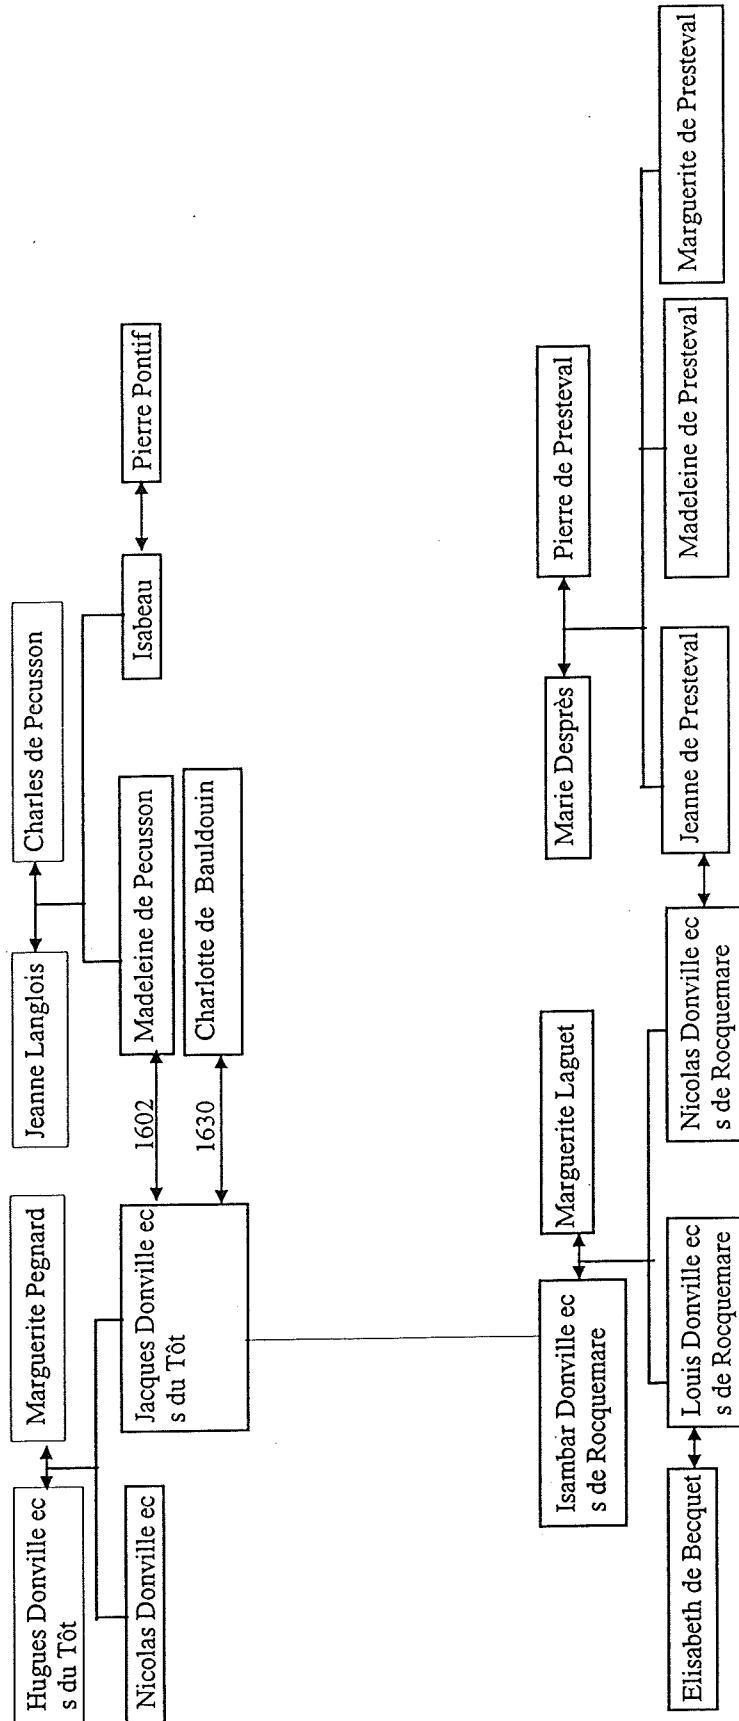 Hugues Donville ec
s du Tôt
Marguerite Pegnard
Jeanne Langlois
Charles de Pecusson
Nicolas Donville ec
Jacques Donville ec
s du Tôt
1602
Madeleine de Pecusson
Isabeau
Pierre Pontif
1630
Charlotte de Bauldouin
Isambar Donville ec
s de Rocquemare
Marguerite Laguet
Marie Desprès
Pierre de Presteval
Elisabeth de Becquet
Louis Donville ec
s de Rocquemare
Nicolas Donville ec
s de Rocquemare
Jeanne de Presteval
Madeleine de Presteval
Marguerite de Presteval